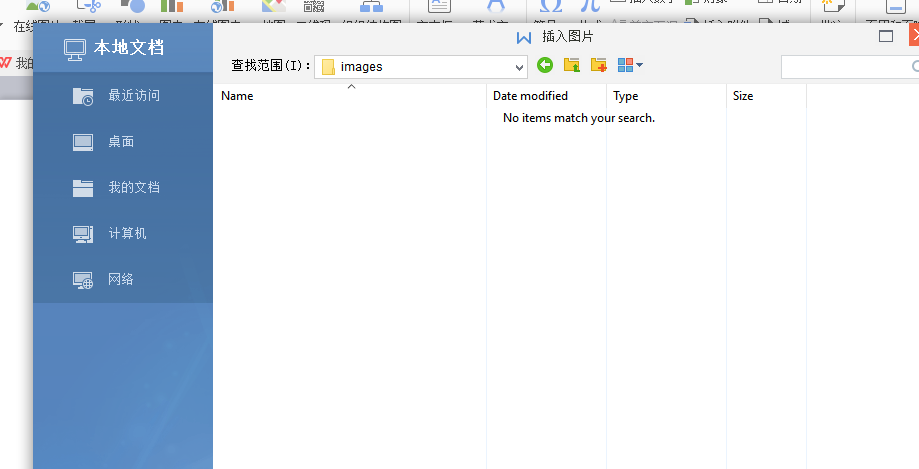 插入图片
本地文档
查找范围(I):
images
最近访问
桌面
我的文档
计算机
网络
Name
Date modified
Type
Size
No items match your search.